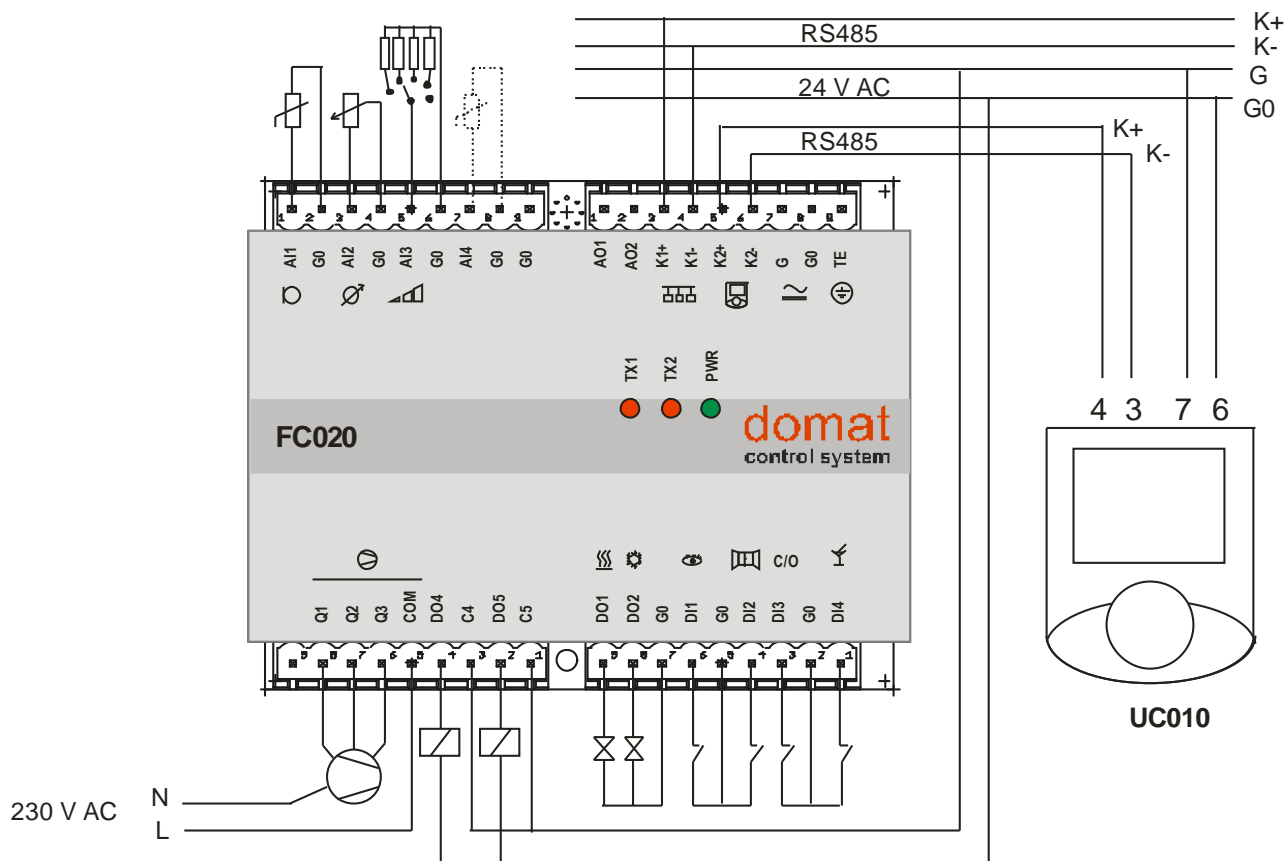 K+
RS485
K-
G
24 V AC
G0
K+
RS485
K-
1 2 3 4 5 6 7 8 9
1 2 3 4 5 6 7 8 9
AI1 G0 AI2 G0 AI3 G0 AI4 G0 G0
AO1 AO2 K1+ K1- K2+ K2- G G0 TE
TX1 TX2 PWR
4 3 7 6
FC020
domat
control system
C/O
Q1 Q2 Q3 COM DO4 C4 DO5 C5
DO1 DO2 G0 DI1 G0 DI2 DI3 G0 DI4
9 8 7 6 5 4 3 2 1
9 8 7 6 5 4 3 2 1
UC010
230 V AC
N
L